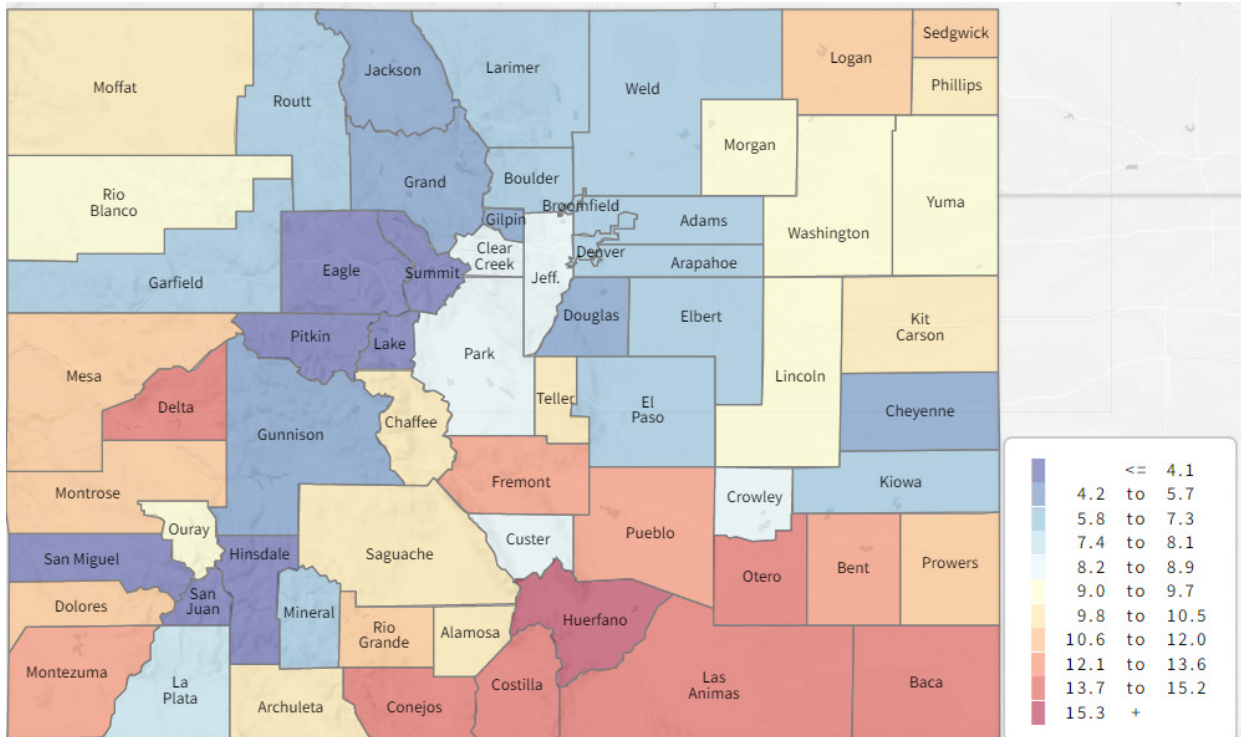 Moffat
Routt
Jackson
Larimer
Weld
Logan
Sedgwick
Phillips
Rio
Blanco
Grand
Boulder
Morgan
Washington
Yuma
Garfield
Eagle
Summit
Gilpin
Clear
Creek
Jeff.
Broomfield
Adams
Denver
Arapahoe
Mesa
Delta
Pitkin
Lake
Park
Douglas
Elbert
Lincoln
Kit
Carson
Gunnison
Chaffee
Teller
El
Paso
Cheyenne
Montrose
Ouray
Fremont
Pueblo
Crowley
Kiowa
San Miguel
San
Juan
Hinsdale
Saguache
Custer
Otero
Bent
Prowers
Dolores
Mineral
Rio
Grande
Alamosa
Huerfano
Montezuma
La
Plata
Archuleta
Conejos
Costilla
Las
Animas
Baca
<= 4.1
4.2 to 5.7
5.8 to 7.3
7.4 to 8.1
8.2 to 8.9
9.0 to 9.7
9.8 to 10.5
10.6 to 12.0
12.1 to 13.6
13.7 to 15.2
15.3 +